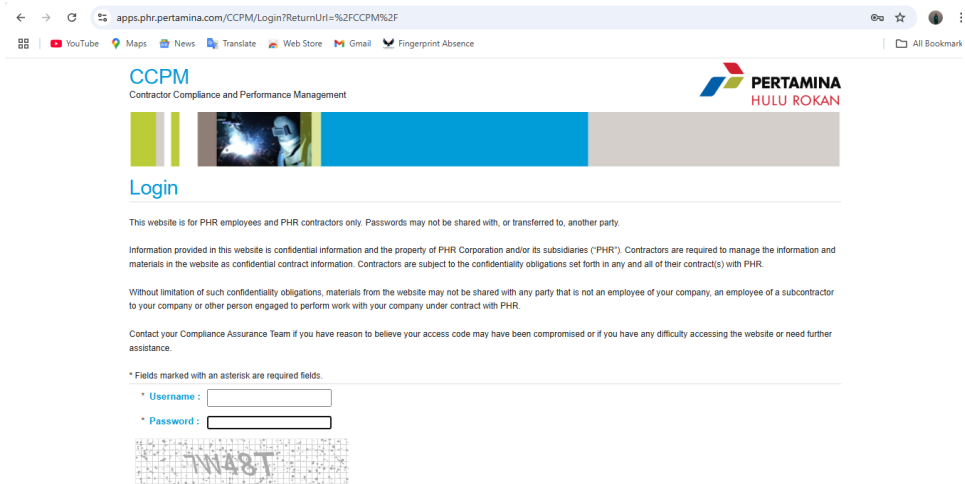 apps.phr.pertamina.com/CCPM/Login?ReturnUrl=%2FCCPM%2F
YouTube Maps News Translate Web Store Gmail Fingerprint Absence All Bookmark
CCPM
Contractor Compliance and Performance Management
PERTAMINA
HULU ROKAN
Login
This website is for PHR employees and PHR contractors only. Passwords may not be shared with, or transferred to, another party.
Information provided in this website is confidential information and the property of PHR Corporation and/or its subsidiaries ("PHR"). Contractors are required to manage the information and
materials in the website as confidential contract information. Contractors are subject to the confidentiality obligations set forth in any and all of their contract(s) with PHR.
Without limitation of such confidentiality obligations, materials from the website may not be shared with any party that is not an employee of your company, an employee of a subcontractor
to your company or other person engaged to perform work with your company under contract with PHR.
Contact your Compliance Assurance Team if you have reason to believe your access code may have been compromised or if you have any difficulty accessing the website or need further
assistance.
* Fields marked with an asterisk are required fields.
* Username :
* Password :
7W48T